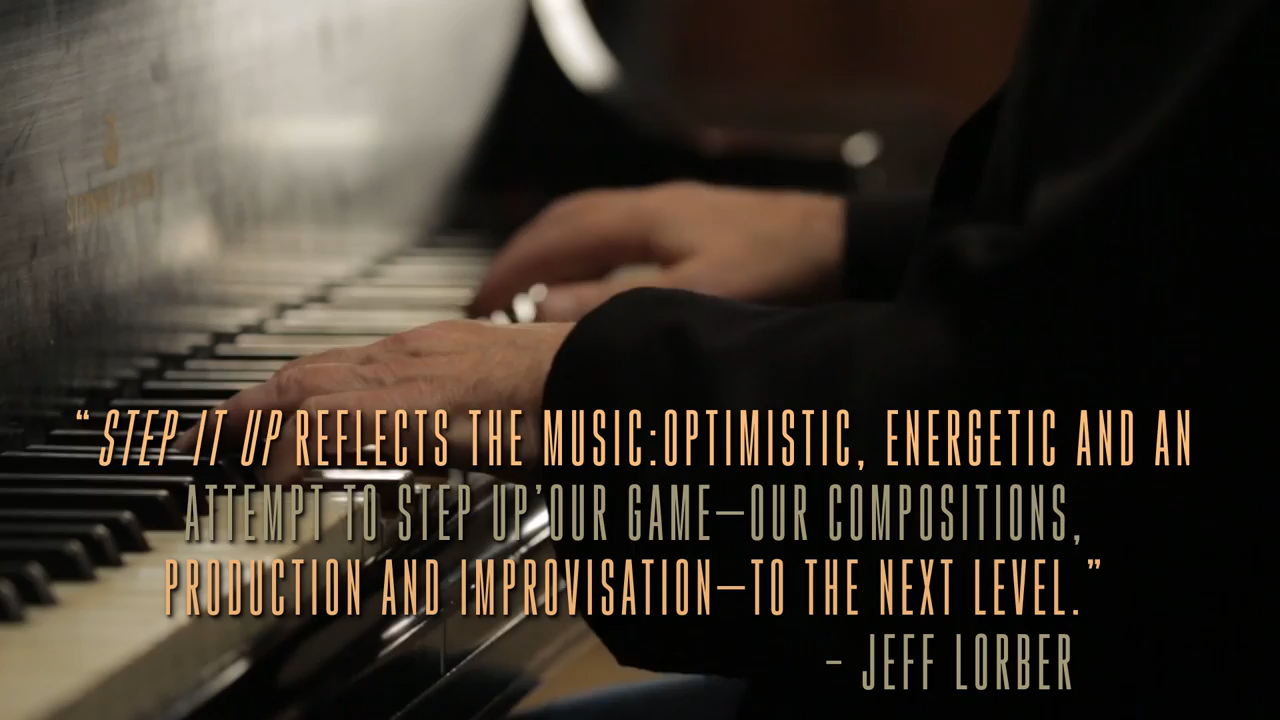 “STEP IT UP REFLECTS THE MUSIC:OPTIMISTIC, ENERGETIC AND AN
ATTEMPT TO STEP UP’OUR GAME—OUR COMPOSITIONS,
PRODUCTION AND IMPROVISATION—TO THE NEXT LEVEL.”
- JEFF LORBER